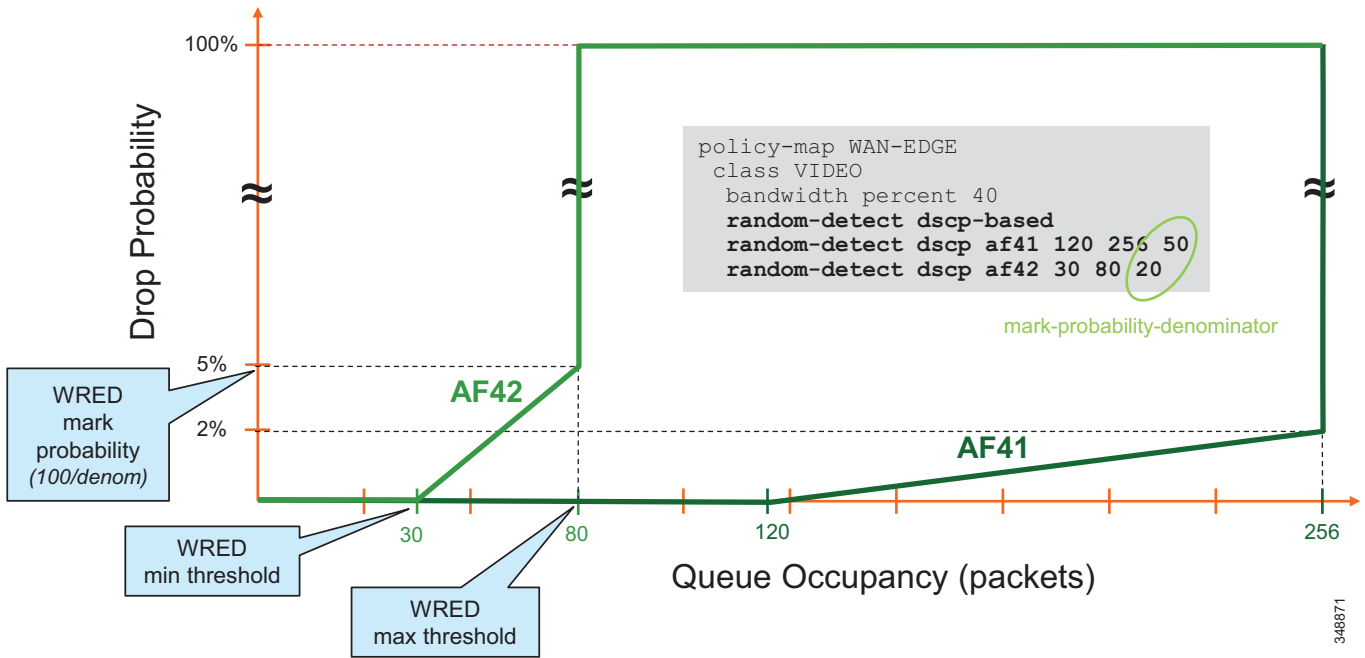 100%
Drop Probability
policy-map WAN-EDGE
class VIDEO
bandwidth percent 40
random-detect dscp-based
random-detect dscp af41 120 256 50
random-detect dscp af42 30 80 20
mark-probability-denominator
5%
WRED
mark
probability
(100/denom)
AF42
2%
AF41
30
80
120
256
WRED
min threshold
Queue Occupancy (packets)
WRED
max threshold
348871